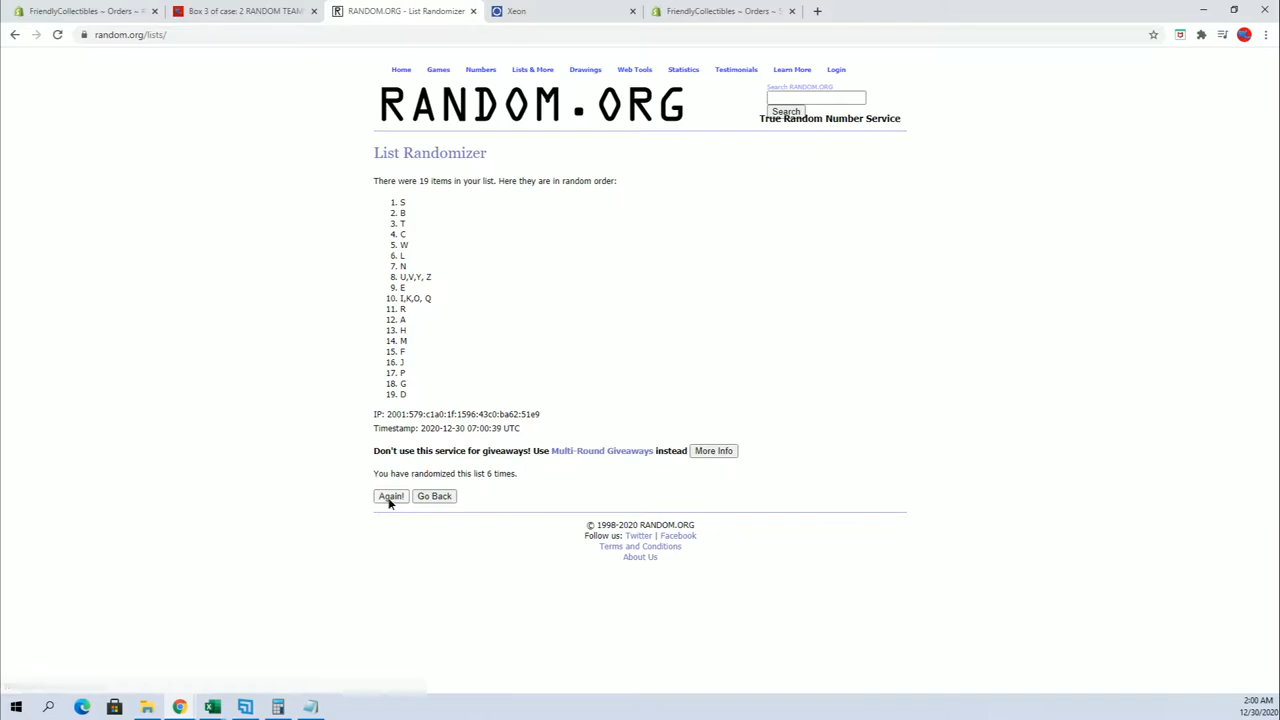 FriendlyCollectibles ~ Orders ~
Box 3 of case: 2 RANDOM TEAM
RANDOM.ORG - List Randomizer
Xeon
FriendlyCollectibles ~ Orders ~ S
random.org/lists/
Home Games Numbers Lists & More Drawings Web Tools Statistics Testimonials Learn More Login
RANDOM.ORG
Search RANDOM.ORG
Search
True Random Number Service
List Randomizer
There were 19 items in your list. Here they are in random order:
1. S
2. B
3. T
4. C
5. W
6. L
7. N
8. U,V,Y, Z
9. E
10. I,K,O, Q
11. R
12. A
13. H
14. M
15. F
16. J
17. P
18. G
19. D
IP: 2001:579:c1a0:1f:1596:43c0:ba62:51e9
Timestamp: 2020-12-30 07:00:39 UTC
Don't use this service for giveaways! Use Multi-Round Giveaways instead More Info
You have randomized this list 6 times.
Again! Go Back
© 1998-2020 RANDOM.ORG
Follow us: Twitter | Facebook
Terms and Conditions
About Us
2:00 AM
12/30/2020